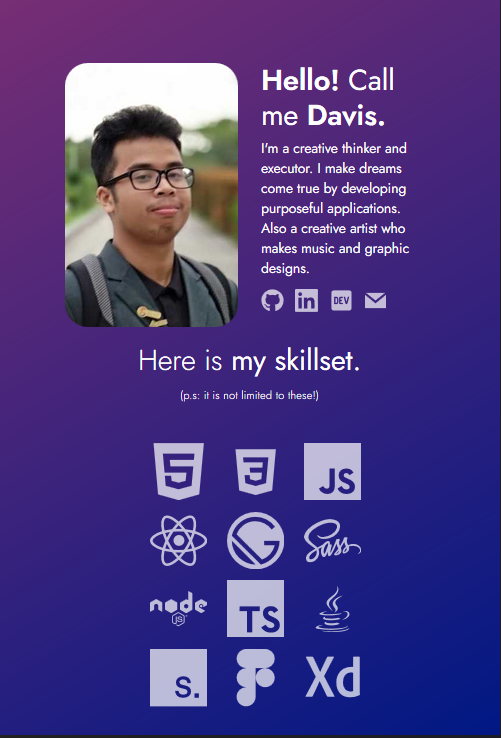 Hello! Call
me Davis.
I'm a creative thinker and
executor. I make dreams
come true by developing
purposeful applications.
Also a creative artist who
makes music and graphic
designs.
in DEV
Here is my skillset.
(p.s: it is not limited to these!)
5 3 JS
Sass
node TS
JS
S. Xd